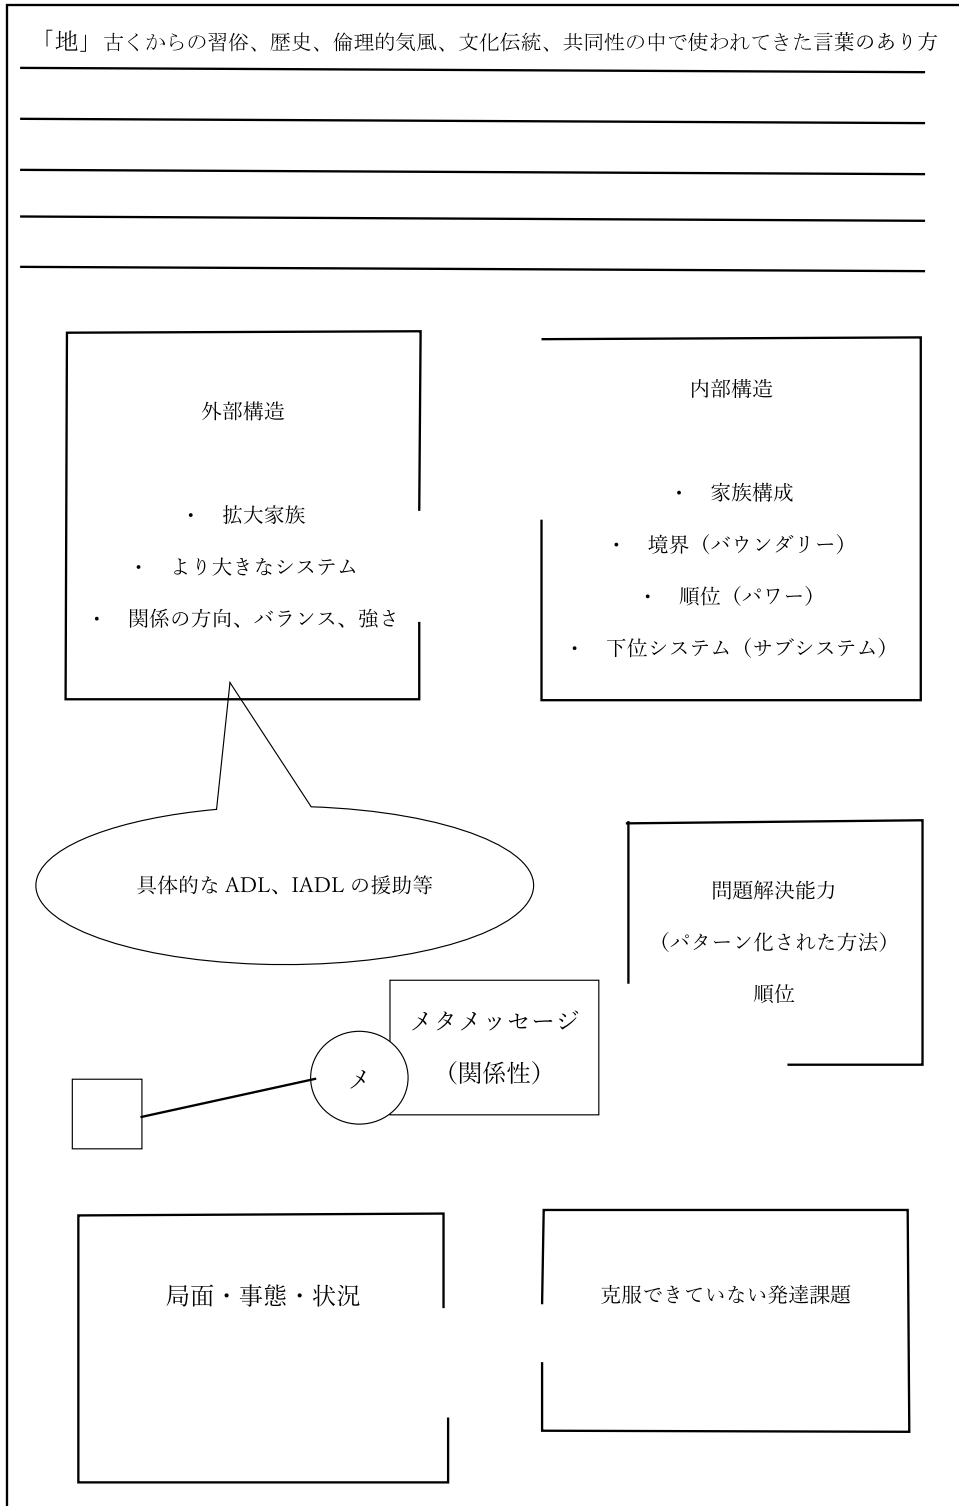 「地」古くからの習俗、歴史、倫理的気風、文化伝統、共同性の中で使われてきた言葉のあり方
外部構造
・ 拡大家族
・ より大きなシステム
・ 関係の方向、バランス、強さ
内部構造
・ 家族構成
・ 境界（バウンダリー）
・ 順位（パワー）
・ 下位システム（サブシステム）
具体的な ADL、IADL の援助等
問題解決能力
（パターン化された方法）
順位
メタメッセージ
（関係性）
メ
局面・事態・状況
克服できていない発達課題